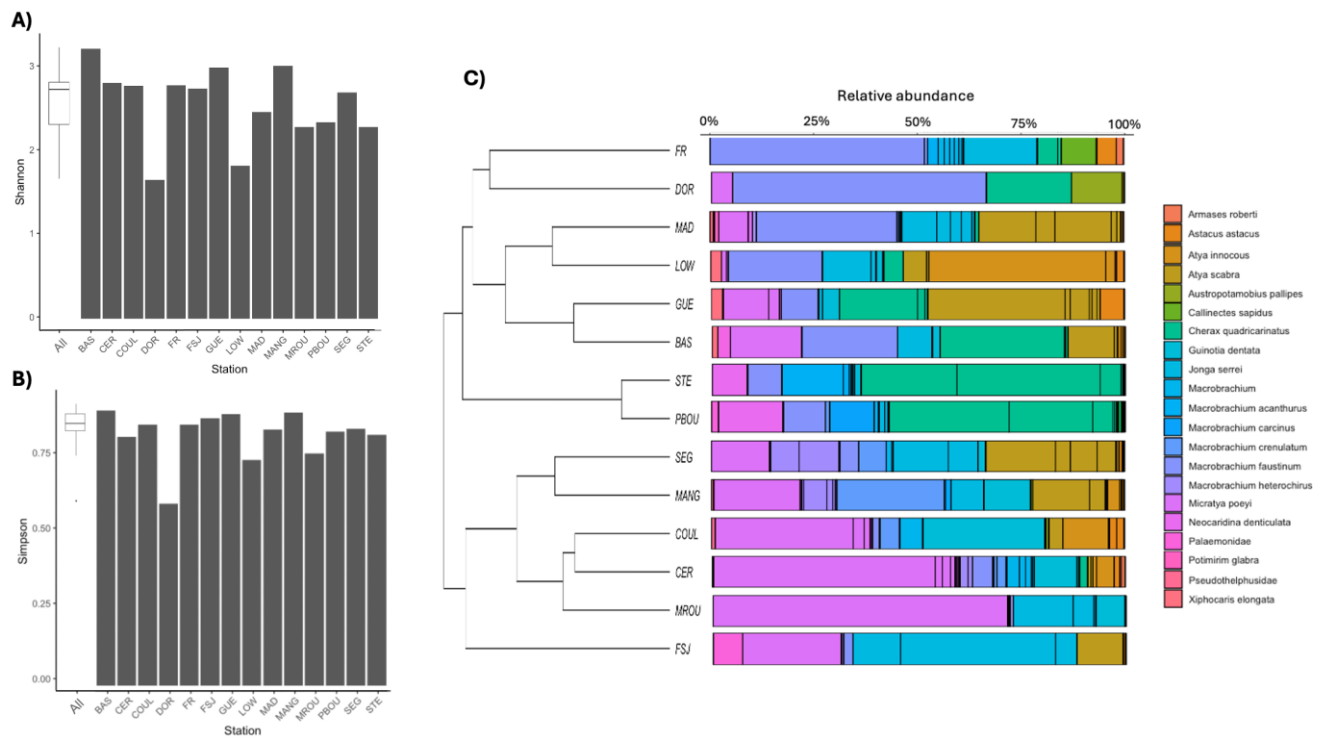 A)
Shannon
3
2
1
0
All
BAS
CER
COUL
DOR
FR
FSJ
GUE
LOW
MAD
MANG
MROU
PBOU
SEG
STE
Station
B)
Simpson
0.75
0.50
0.25
0.00
All
BAS
CER
COUL
DOR
FR
FSJ
GUE
LOW
MAD
MANG
MROU
PBOU
SEG
STE
Station
C)
Relative abundance
0% 25% 50% 75% 100%
FR
DOR
MAD
LOW
GUE
BAS
STE
PBOU
SEG
MANG
COUL
CER
MROU
FSJ
Armases roberti
Astacus astacus
Atya innocous
Atya scabra
Austropotamobius pallipes
Callinectes sapidus
Cherax quadricarinatus
Guinotia dentata
Jonga serrei
Macrobrachium
Macrobrachium acanthurus
Macrobrachium carcinus
Macrobrachium crenulatum
Macrobrachium faustinum
Macrobrachium heterochirus
Micratya poeyi
Neocaridina denticulata
Palaemonidae
Potimirim glabra
Pseudothelphusidae
Xiphocaris elongata